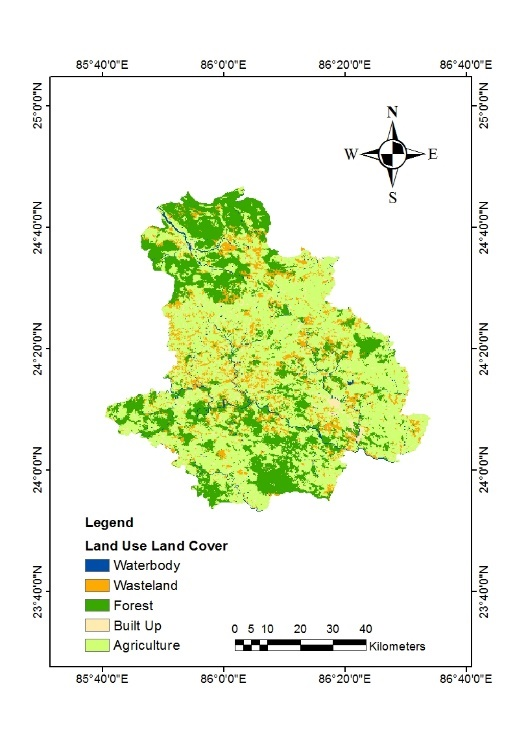 85°40'0"E 86°0'0"E 86°20'0"E 86°40'0"E
25°0'0"N 25°0'0"N
N
W E
S
24°40'0"N 24°40'0"N
24°20'0"N 24°20'0"N
24°0'0"N 24°0'0"N
Legend
Land Use Land Cover
Waterbody
Wasteland
Forest
Built Up
Agriculture
23°40'0"N 23°40'0"N
0 5 10 20 30 40
Kilometers
85°40'0"E 86°0'0"E 86°20'0"E 86°40'0"E